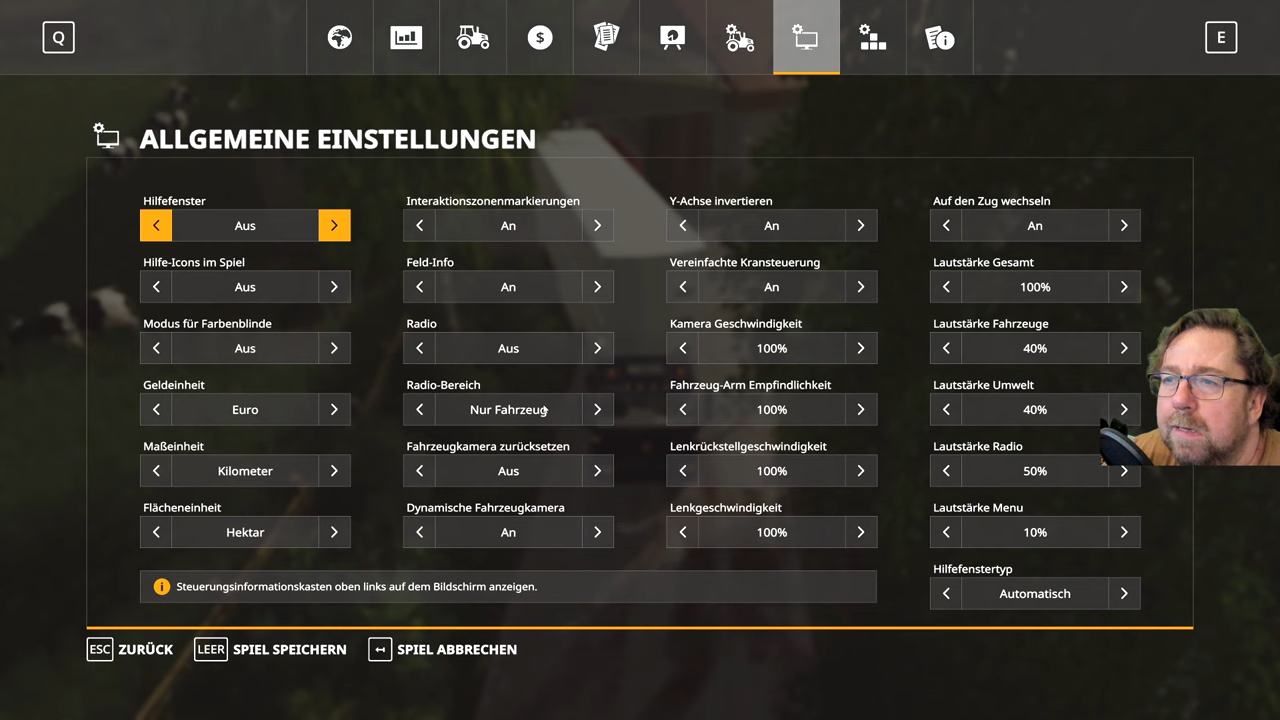 Q
$
E
ALLGEMEINE EINSTELLUNGEN
Hilfefenster
Aus
Hilfe-Icons im Spiel
Aus
Modus für Farbenblinde
Aus
Geldeinheit
Euro
Maßeinheit
Kilometer
Flächeneinheit
Hektar
Interaktionszonenmarkierungen
An
Feld-Info
An
Radio
Aus
Radio-Bereich
Nur Fahrzeug
Fahrzeugkamera zurücksetzen
Aus
Dynamische Fahrzeugkamera
An
Y-Achse invertieren
An
Vereinfachte Kransteuerung
An
Kamera Geschwindigkeit
100%
Fahrzeug-Arm Empfindlichkeit
100%
Lenkrückstellgeschwindigkeit
100%
Lenkgeschwindigkeit
100%
Auf den Zug wechseln
An
Lautstärke Gesamt
100%
Lautstärke Fahrzeuge
40%
Lautstärke Umwelt
40%
Lautstärke Radio
50%
Lautstärke Menu
10%
Hilfefenstertyp
Automatisch
Steuerungsinformationskasten oben links auf dem Bildschirm anzeigen.
ESC ZURÜCK LEER SPIEL SPEICHERN SPIEL ABBRECHEN